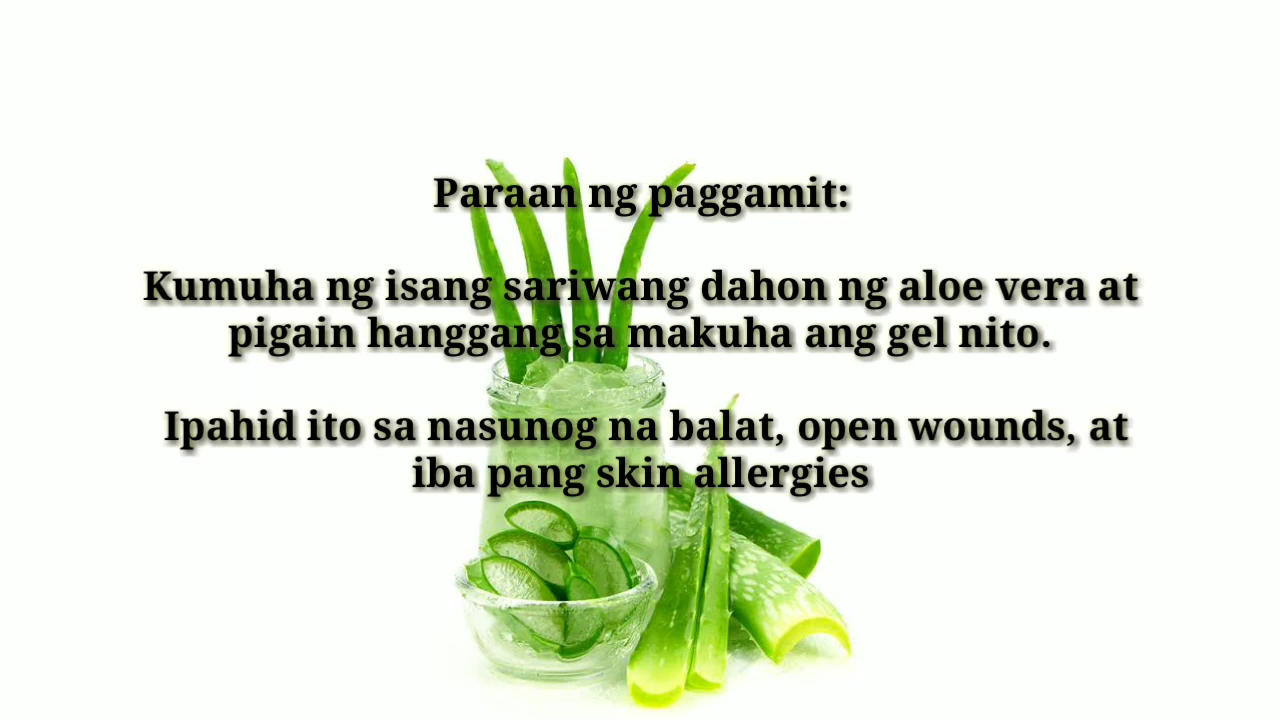 Paraan ng paggamit:
Kumuha ng isang sariwang dahon ng aloe vera at
pigain hanggang sa makuha ang gel nito.
Ipahid ito sa nasunog na balat, open wounds, at
iba pang skin allergies